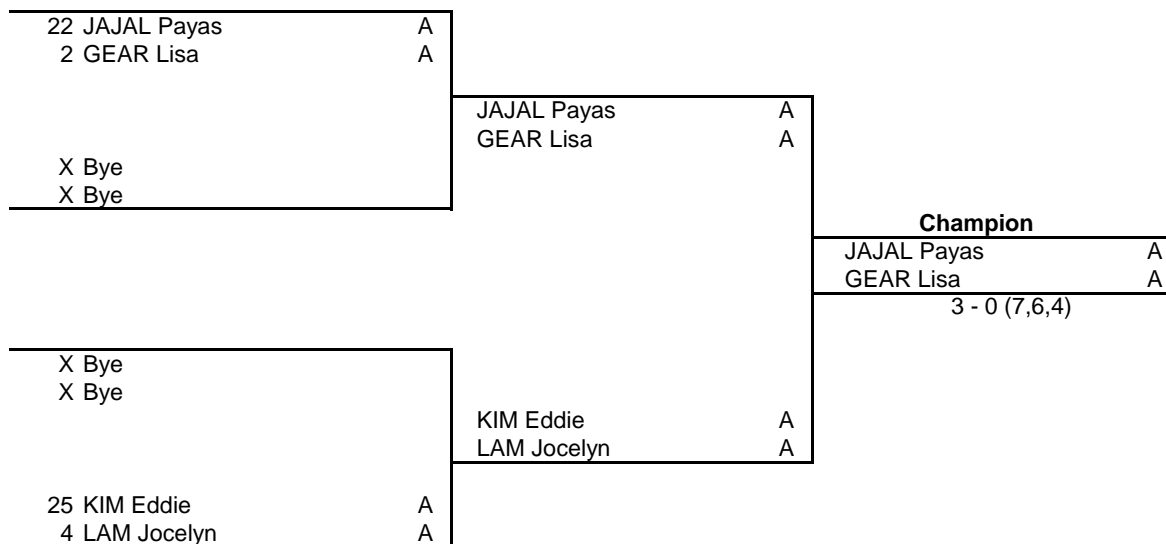 22 JAJAL Payas A
2 GEAR Lisa A
JAJAL Payas A
GEAR Lisa A
X Bye
X Bye
Champion
JAJAL Payas A
GEAR Lisa A
3 - 0 (7,6,4)
X Bye
X Bye
KIM Eddie A
LAM Jocelyn A
25 KIM Eddie A
4 LAM Jocelyn A